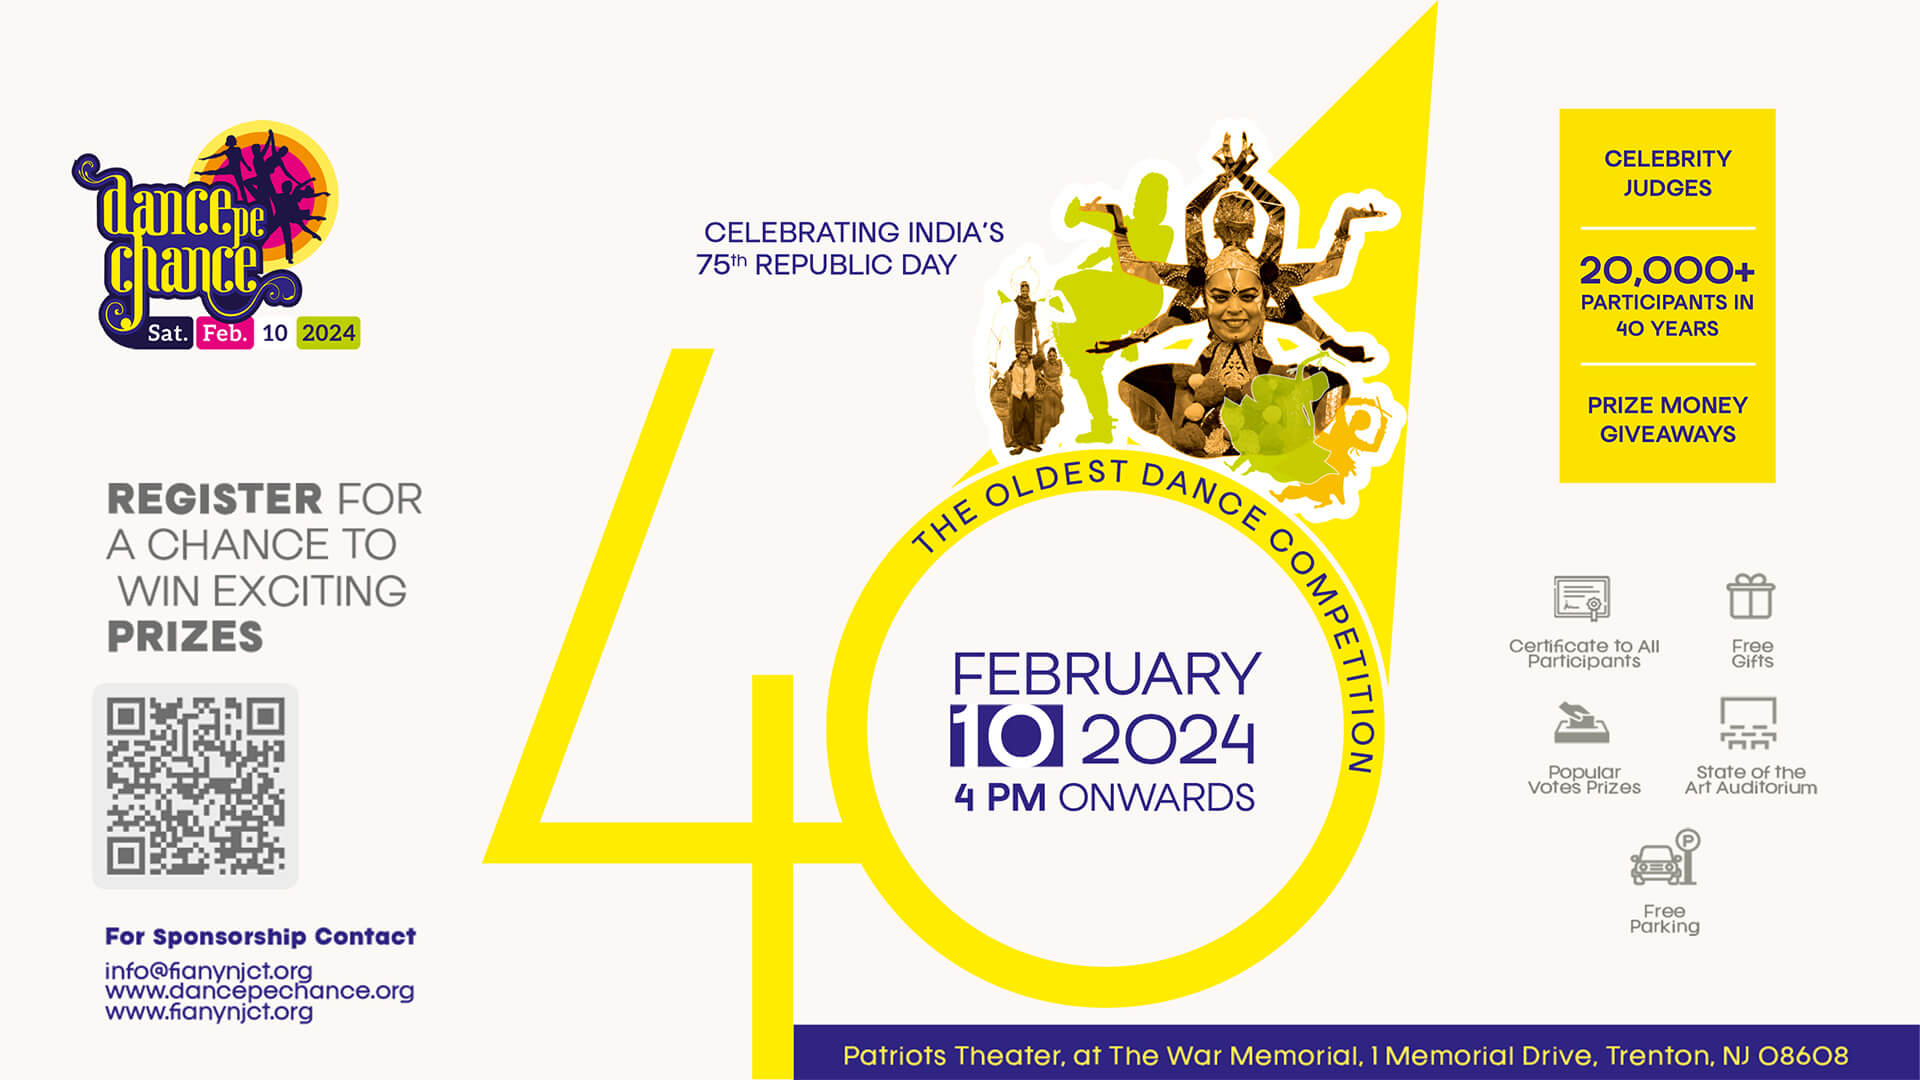 dance pe
chance
Sat. Feb. 10 2024
REGISTER FOR
A CHANCE TO
WIN EXCITING
PRIZES
For Sponsorship Contact
info@fianynjct.org
www.dancepechance.org
www.fianynjct.org
CELEBRATING INDIA'S
75th REPUBLIC DAY
40
THE OLDEST DANCE COMPETITION
FEBRUARY
10 2024
4 PM ONWARDS
CELEBRITY
JUDGES
20,000+
PARTICIPANTS IN
40 YEARS
PRIZE MONEY
GIVEAWAYS
Certificate to All
Participants
Free
Gifts
Popular
Votes Prizes
State of the
Art Auditorium
P
Free
Parking
Patriots Theater, at The War Memorial, 1 Memorial Drive, Trenton, NJ 08608